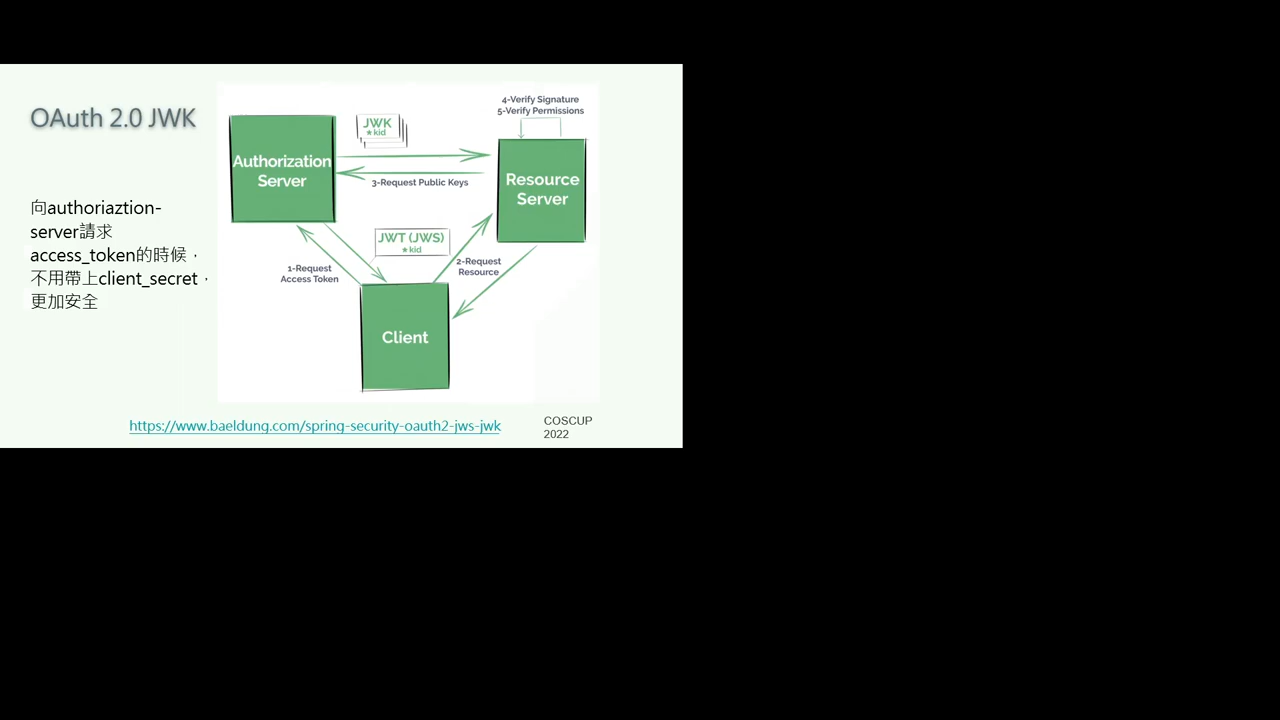 OAuth 2.0 JWK
向authoriaztion-
server請求
access_token的時候，
不用帶上client_secret，
更加安全
Authorization
Server
JWK
★kid
3-Request Public Keys
4-Verify Signature
5-Verify Permissions
Resource
Server
JWT (JWS)
★kid
1-Request
Access Token
2-Request
Resource
Client
https://www.baeldung.com/spring-security-oauth2-jws-jwk
COSCUP
2022